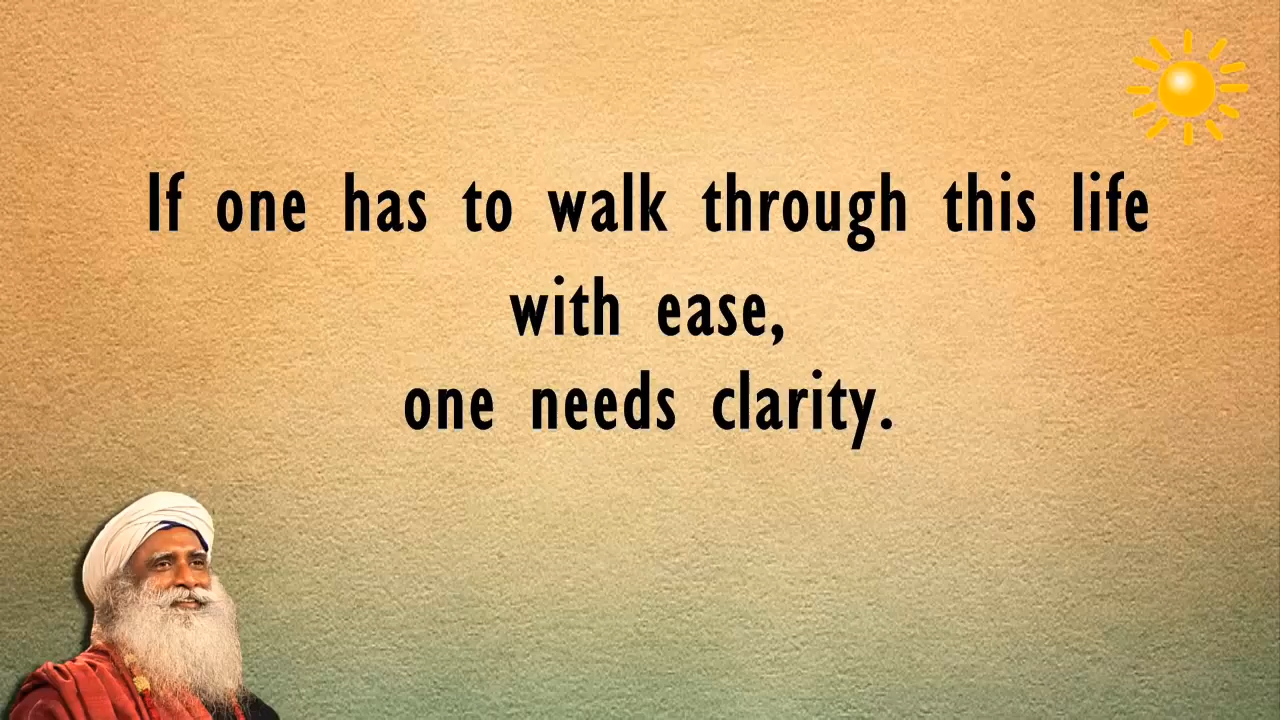 If one has to walk through this life
with ease,
one needs clarity.